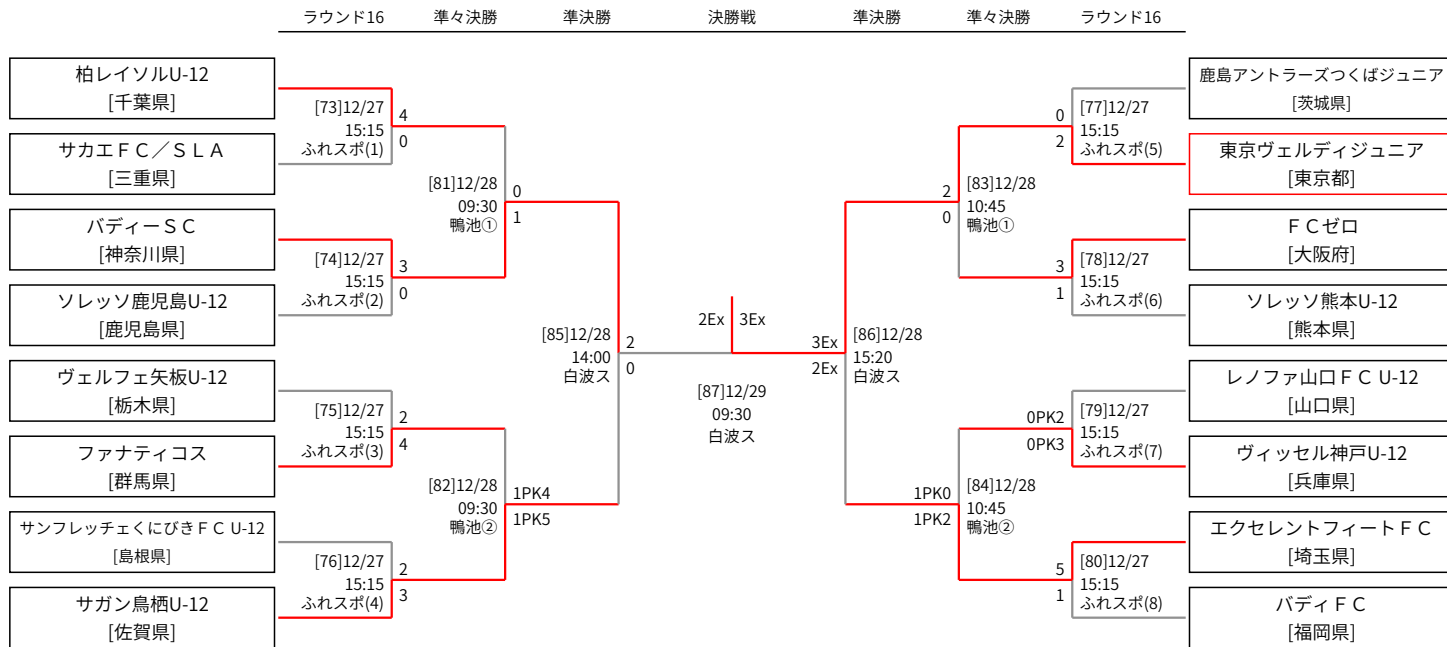 ラウンド16
準々決勝
準決勝
決勝戦
準決勝
準々決勝
ラウンド16
柏レイソルU-12
[千葉県]
サカエＦＣ／ＳＬＡ
[三重県]
バディーＳＣ
[神奈川県]
ソレッソ鹿児島U-12
[鹿児島県]
ヴェルフェ矢板U-12
[栃木県]
ファナティコス
[群馬県]
サンフレッチェくにびきＦＣ U-12
[島根県]
サガン鳥栖U-12
[佐賀県]
[73]12/27
15:15
ふれスポ(1)
4
0
[74]12/27
15:15
ふれスポ(2)
3
0
[75]12/27
15:15
ふれスポ(3)
2
4
[76]12/27
15:15
ふれスポ(4)
2
3
[81]12/28
09:30
鴨池①
0
1
[82]12/28
09:30
鴨池②
1PK4
1PK5
[85]12/28
14:00
白波ス
2
0
2Ex
3Ex
[87]12/29
09:30
白波ス
3Ex
2Ex
[86]12/28
15:20
白波ス
2
0
[83]12/28
10:45
鴨池①
1PK0
1PK2
[84]12/28
10:45
鴨池②
0
2
[77]12/27
15:15
ふれスポ(5)
3
1
[78]12/27
15:15
ふれスポ(6)
0PK2
0PK3
[79]12/27
15:15
ふれスポ(7)
5
1
[80]12/27
15:15
ふれスポ(8)
鹿島アントラーズつくばジュニア
[茨城県]
東京ヴェルディジュニア
[東京都]
ＦＣゼロ
[大阪府]
ソレッソ熊本U-12
[熊本県]
レノファ山口ＦＣ U-12
[山口県]
ヴィッセル神戸U-12
[兵庫県]
エクセレントフィートＦＣ
[埼玉県]
バディＦＣ
[福岡県]